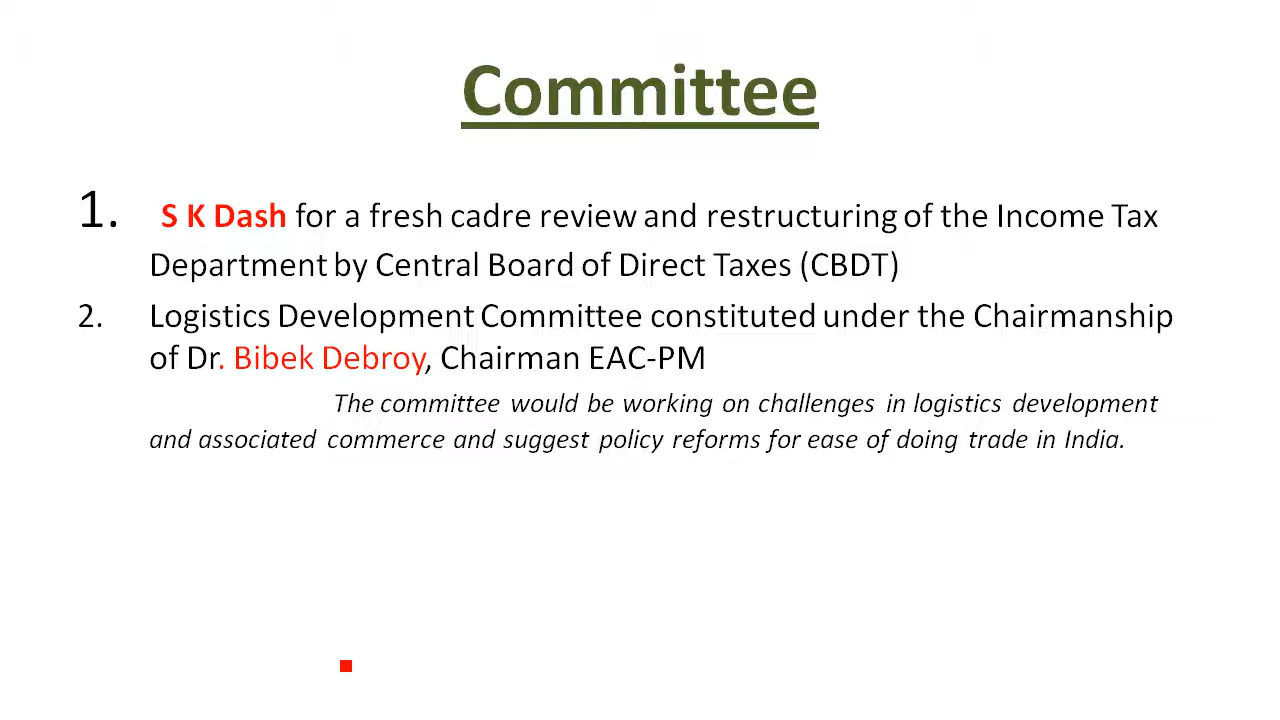 Committee
1. S K Dash for a fresh cadre review and restructuring of the Income Tax
Department by Central Board of Direct Taxes (CBDT)
2. Logistics Development Committee constituted under the Chairmanship
of Dr. Bibek Debroy, Chairman EAC-PM
The committee would be working on challenges in logistics development
and associated commerce and suggest policy reforms for ease of doing trade in India.